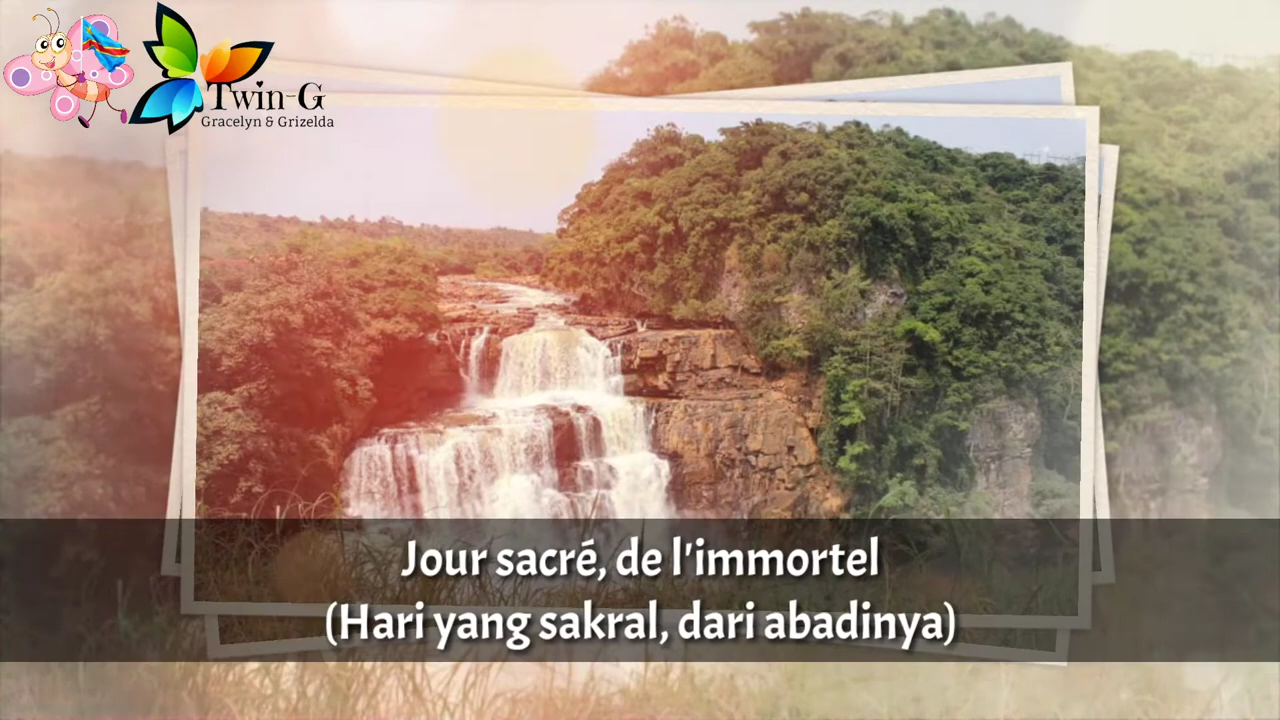 Twin-G
Gracelyn & Grizelda
Jour sacré, de l'immortel
(Hari yang sakral, dari abadinya)